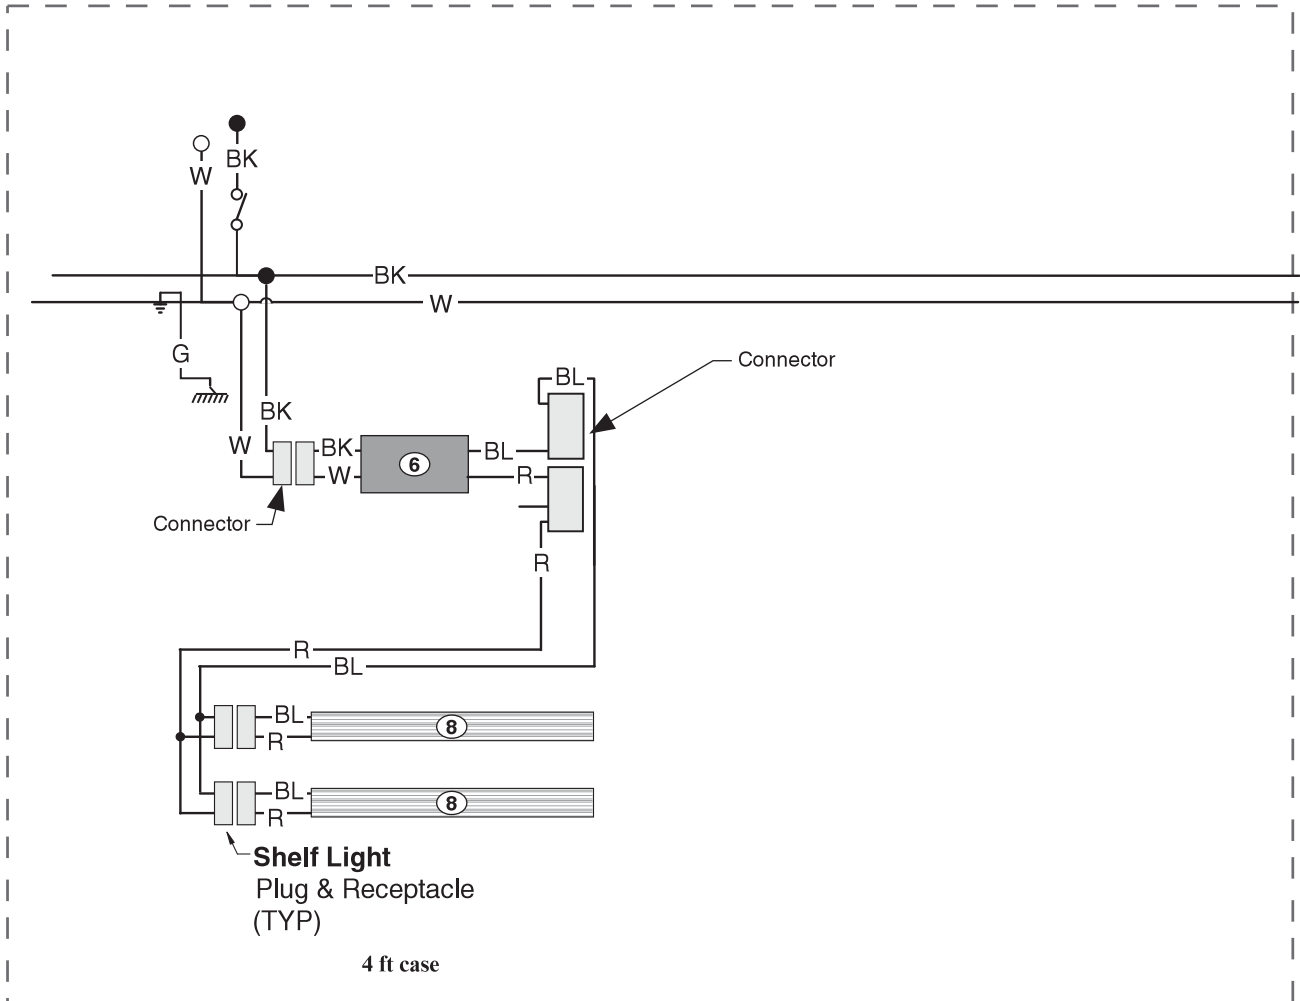 BK
W
BK
W
G
Connector
BL
BK
W
BK
BL
6
W
R
Connector
R
R
BL
BL
8
R
BL
8
R
Shelf Light
Plug & Receptacle
(TYP)
4 ft case